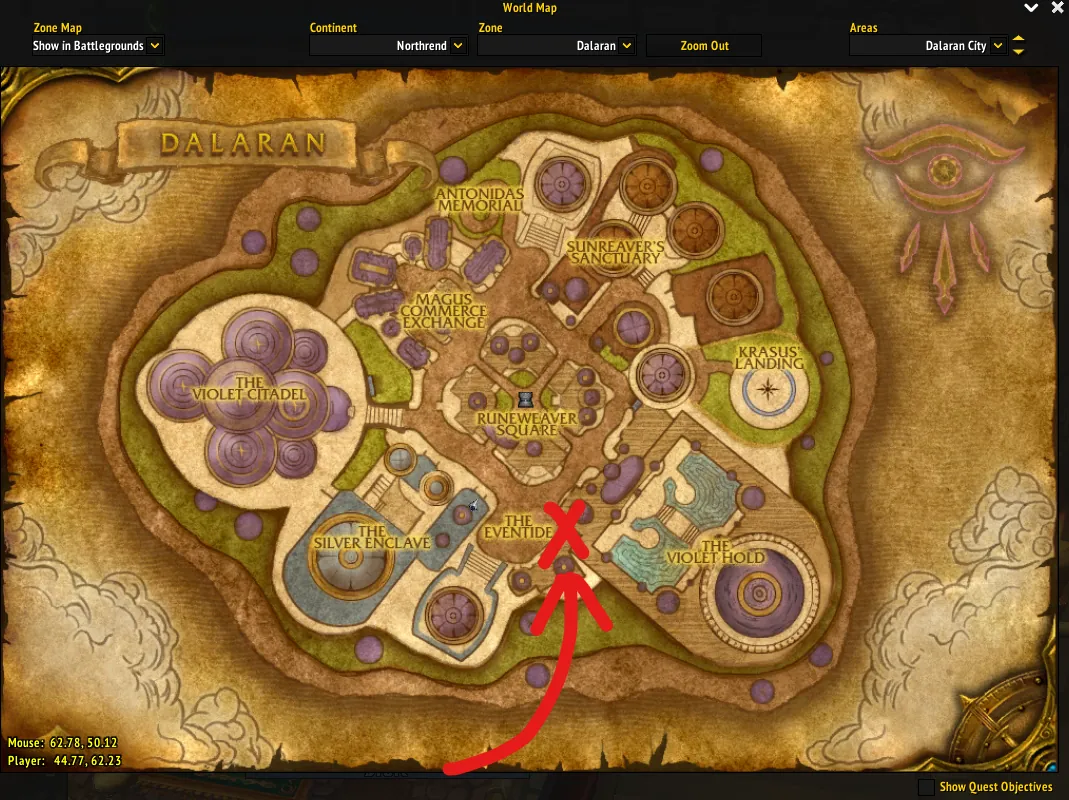 World Map
Zone Map
Continent
Zone
Areas
Show in Battlegrounds
Northrend
Dalaran
Zoom Out
Dalaran City
DALARAN
ANTONIDAS
MEMORIAL
SUNREAVER'S
SANCTUARY
MAGUS
COMMERCE
EXCHANGE
KRASUS'
LANDING
THE
VIOLET CITADEL
RUNEWEAVER
SQUARE
THE
EVENTIDE
THE
SILVER ENCLAVE
THE
VIOLET HOLD
Mouse: 62.78, 50.12
Player: 44.77, 62.23
Show Quest Objectives